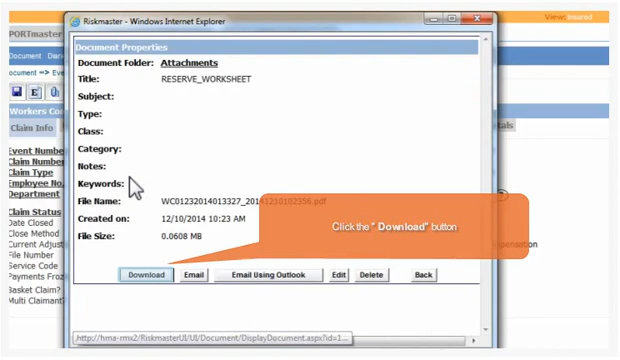 Riskmaster - Windows Internet Explorer
View: Insured
PORTmaster
Document Properties
Document
ocument => Eve
Document Folder: Attachments
Title: RESERVE_WORKSHEET
Subject:
Type:
Class:
Category:
Notes:
Keywords:
File Name: WC01232014013327_20141210102356.pdf
Created on: 12/10/2014 10:23 AM
File Size: 0.0608 MB
Click the " Download" button
Download Email Email Using Outlook Edit Delete Back
http://hma-rmx2/RiskmasterUI/UI/Document/DisplayDocument.aspx?id=1...
Workers Co
Claim Info
tals
Event Numbe
Claim Number
Claim Type
Employee No.
Department
Claim Status
Date Closed
Close Method
Current Adjust
pensation
File Number
Service Code
Payments Froz
Basket Claim?
Multi Claimant?